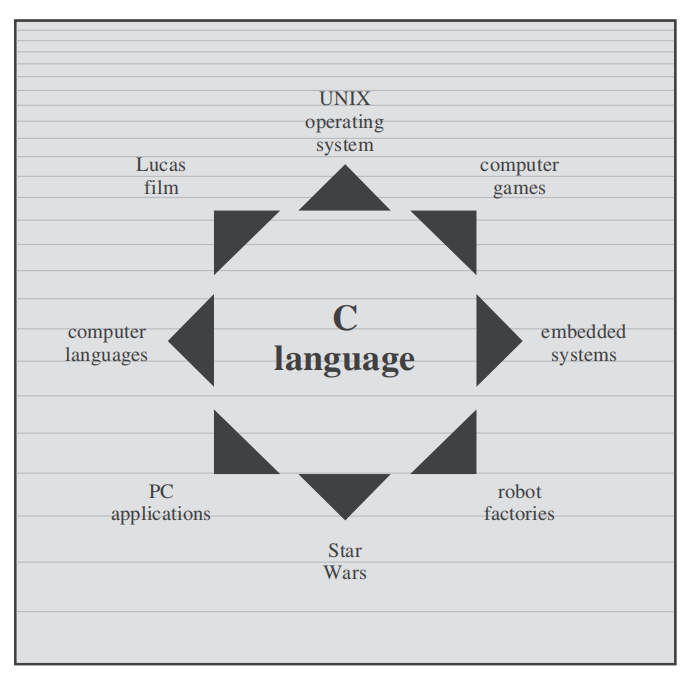 UNIX
operating
system
Lucas
film
computer
games
C
language
computer
languages
embedded
systems
PC
applications
robot
factories
Star
Wars